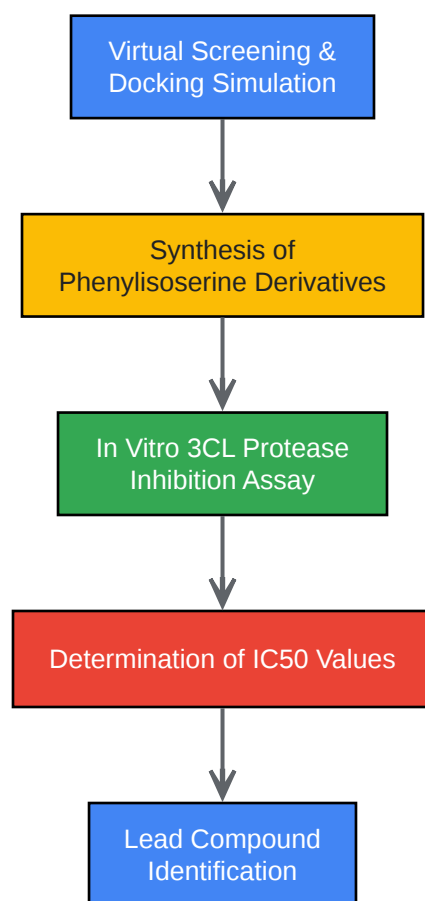 Virtual Screening &
Docking Simulation
Synthesis of
Phenylisoserine Derivatives
In Vitro 3CL Protease
Inhibition Assay
Determination of IC50 Values
Lead Compound
Identification